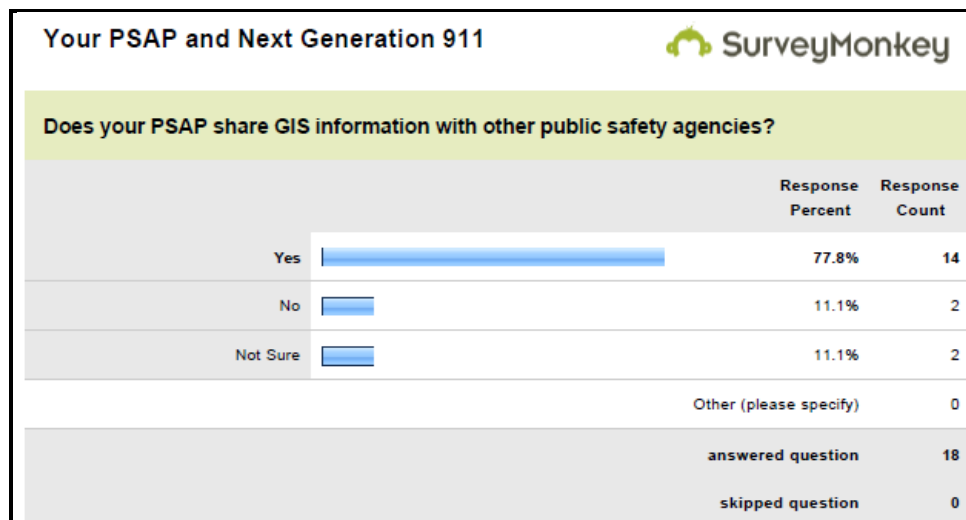 Your PSAP and Next Generation 911
SurveyMonkey
Does your PSAP share GIS information with other public safety agencies?
Response Percent Response Count
Yes 77.8% 14
No 11.1% 2
Not Sure 11.1% 2
Other (please specify) 0
answered question 18
skipped question 0